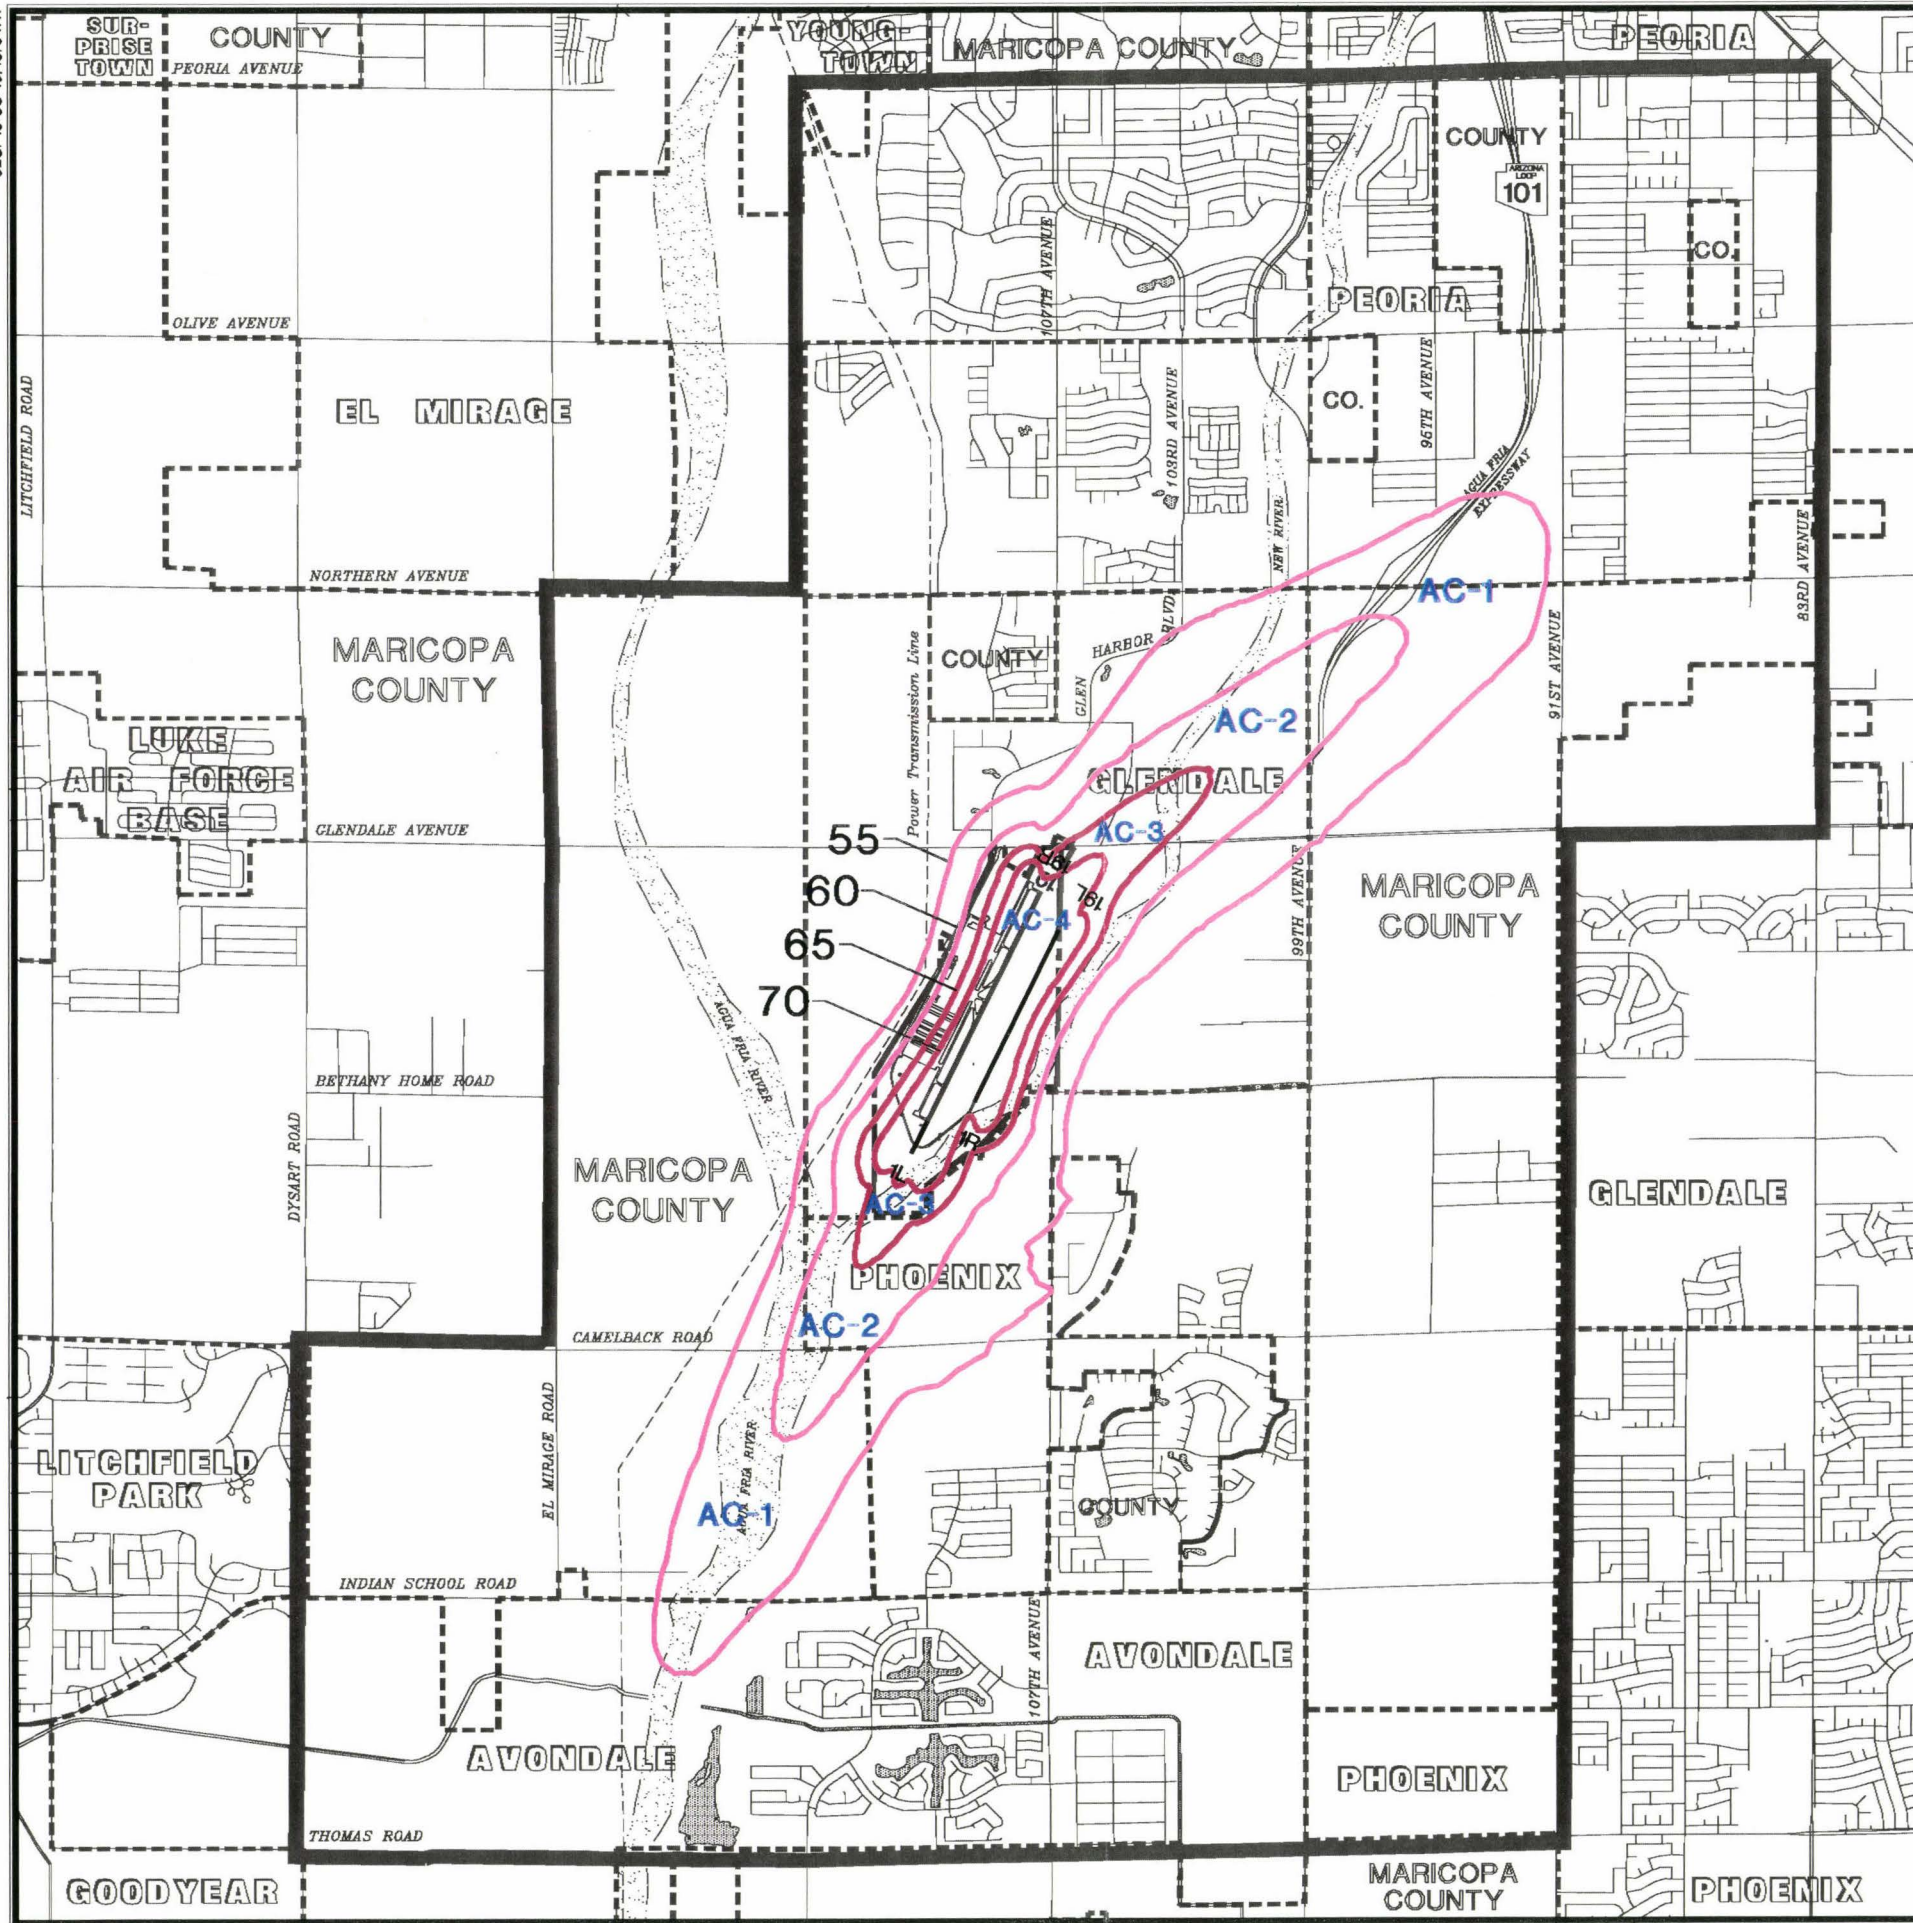 SUR-
PRISE
TOWN
COUNTY
PEORIA AVENUE
YOUNG-
TOWN
MARICOPA COUNTY
PEORIA
COUNTY
ARIZONA
LOOP
101
CO.
107TH AVENUE
PEORIA
OLIVE AVENUE
LITCHFIELD ROAD
EL MIRAGE
103RD AVENUE
CO.
95TH AVENUE
AGUA FRIA
EXPRESSWAY
NEW RIVER
83RD AVENUE
NORTHERN AVENUE
AC-1
MARICOPA
COUNTY
Power Transmission Line
COUNTY
GLEN
HARBOR
BLVD.
91ST AVENUE
AC-2
LUKE
AIR FORCE
BASE
GLENDALE
GLENDALE AVENUE
55
AC-3
19R
60
19L
AC-4
99TH AVENUE
MARICOPA
COUNTY
65
70
AGUA FRIA RIVER
BETHANY HOME ROAD
DYSART ROAD
1R
1L
MARICOPA
COUNTY
AC-3
GLENDALE
PHOENIX
AC-2
CAMELBACK ROAD
EL MIRAGE ROAD
LITCHFIELD
PARK
AGUA FRIA RIVER
AC-1
COUNTY
INDIAN SCHOOL ROAD
107TH AVENUE
AVONDALE
AVONDALE
PHOENIX
THOMAS ROAD
GOODYEAR
MARICOPA
COUNTY
PHOENIX